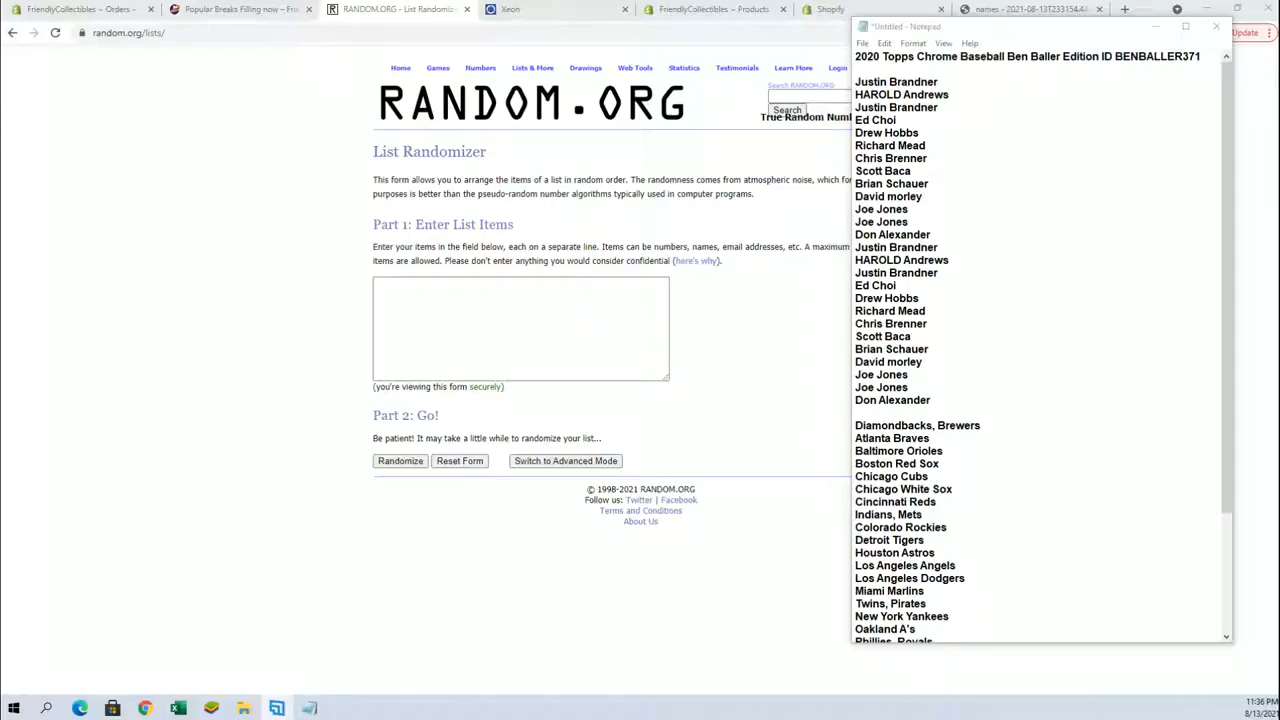 FriendlyCollectibles - Orders -
Popular Breaks Filling now – Fro
RANDOM.ORG - List Randomizer
Xeon
FriendlyCollectibles ~ Products
Shopify
names - 2021-08-13T233154.44
random.org/lists/
Update
Home Games Numbers Lists & More Drawings Web Tools Statistics Testimonials Learn More Login
RANDOM.ORG
Search RANDOM.ORG
Search
True Random Numb
List Randomizer
This form allows you to arrange the items of a list in random order. The randomness comes from atmospheric noise, which for
purposes is better than the pseudo-random number algorithms typically used in computer programs.
Part 1: Enter List Items
Enter your items in the field below, each on a separate line. Items can be numbers, names, email addresses, etc. A maximum
items are allowed. Please don't enter anything you would consider confidential (here's why).
(you're viewing this form securely)
Part 2: Go!
Be patient! It may take a little while to randomize your list...
Randomize Reset Form Switch to Advanced Mode
© 1998-2021 RANDOM.ORG
Follow us: Twitter | Facebook
Terms and Conditions
About Us
*Untitled - Notepad
File Edit Format View Help
2020 Topps Chrome Baseball Ben Baller Edition ID BENBALLER371
Justin Brandner
HAROLD Andrews
Justin Brandner
Ed Choi
Drew Hobbs
Richard Mead
Chris Brenner
Scott Baca
Brian Schauer
David morley
Joe Jones
Joe Jones
Don Alexander
Justin Brandner
HAROLD Andrews
Justin Brandner
Ed Choi
Drew Hobbs
Richard Mead
Chris Brenner
Scott Baca
Brian Schauer
David morley
Joe Jones
Joe Jones
Don Alexander
Diamondbacks, Brewers
Atlanta Braves
Baltimore Orioles
Boston Red Sox
Chicago Cubs
Chicago White Sox
Cincinnati Reds
Indians, Mets
Colorado Rockies
Detroit Tigers
Houston Astros
Los Angeles Angels
Los Angeles Dodgers
Miami Marlins
Twins, Pirates
New York Yankees
Oakland A's
Phillies, Royals
11:36 PM
8/13/2021